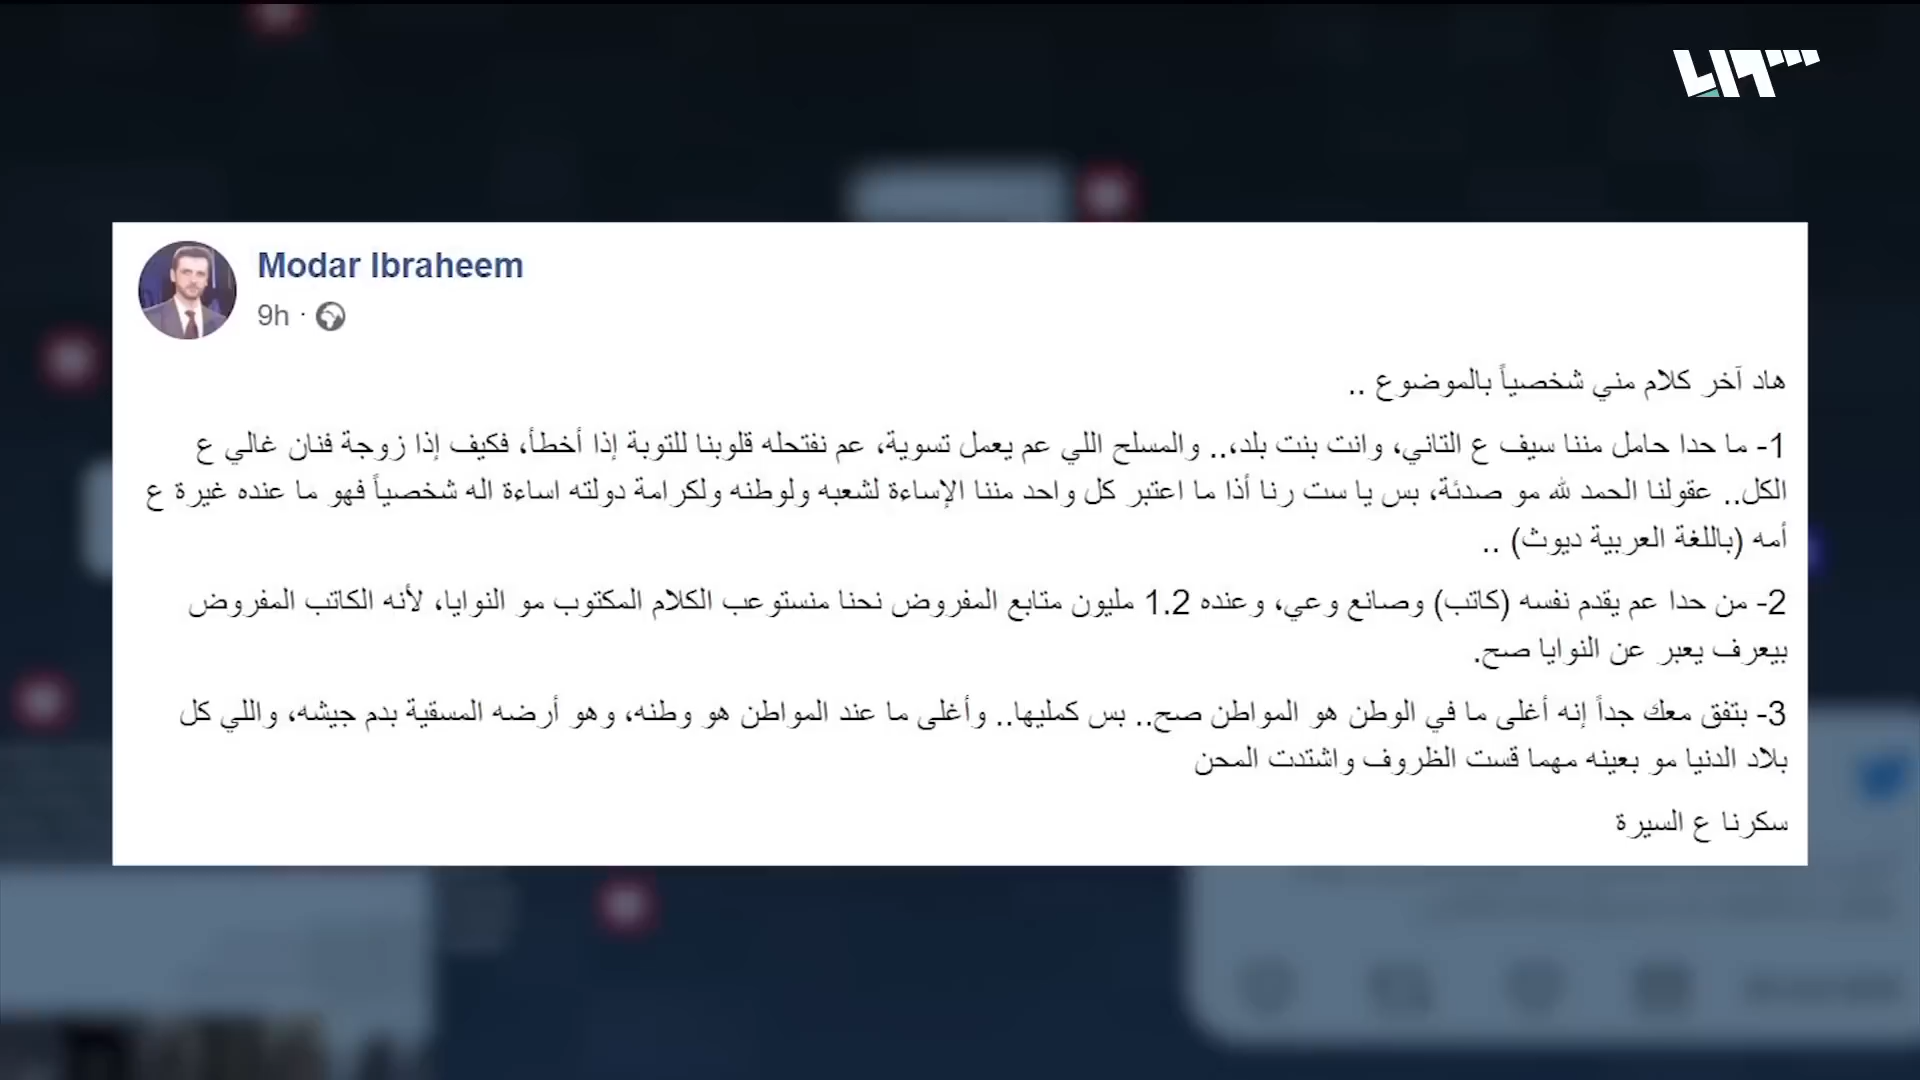 Modar Ibraheem
9h ·
هاد آخر كلام مني شخصياً بالموضوع ..
1- ما حدا حامل مننا سيف ع التاني، وانت بنت بلد،.. والمسلح اللي عم يعمل تسوية، عم نفتحله قلوبنا للتوبة إذا أخطأ، فكيف إذا زوجة فنان غالي ع
الكل.. عقولنا الحمد لله مو صدئة، بس يا ست رنا أذا ما اعتبر كل واحد مننا الإساءة لشعبه ولوطنه ولكرامة دولته اساءة اله شخصياً فهو ما عنده غيرة ع
أمه (باللغة العربية ديوث) ..
2- من حدا عم يقدم نفسه (كاتب) وصانع وعي، وعنده 1.2 مليون متابع المفروض نحنا منستوعب الكلام المكتوب مو النوايا، لأنه الكاتب المفروض
بيعرف يعبر عن النوايا صح.
3- بتفق معك جداً إنه أغلى ما في الوطن هو المواطن صح.. بس كمليها.. وأغلى ما عند المواطن هو وطنه، وهو أرضه المسقية بدم جيشه، واللي كل
بلاد الدنيا مو بعينه مهما قست الظروف واشتدت المحن
سكرنا ع السيرة